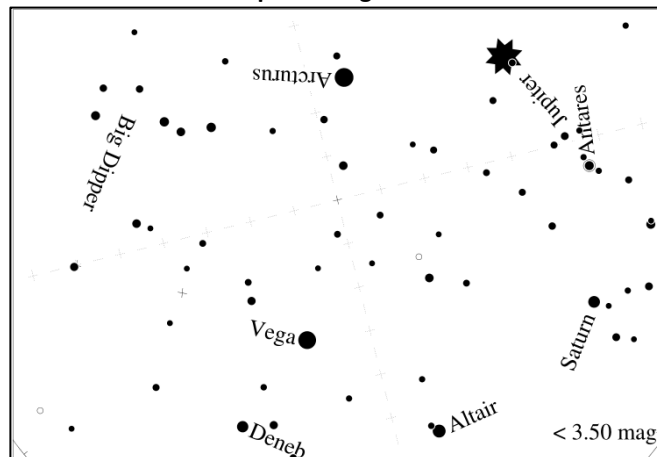 Arcturus
Jupiter
Antares
Big Dipper
Vega
Saturn
Deneb
Altair
< 3.50 mag